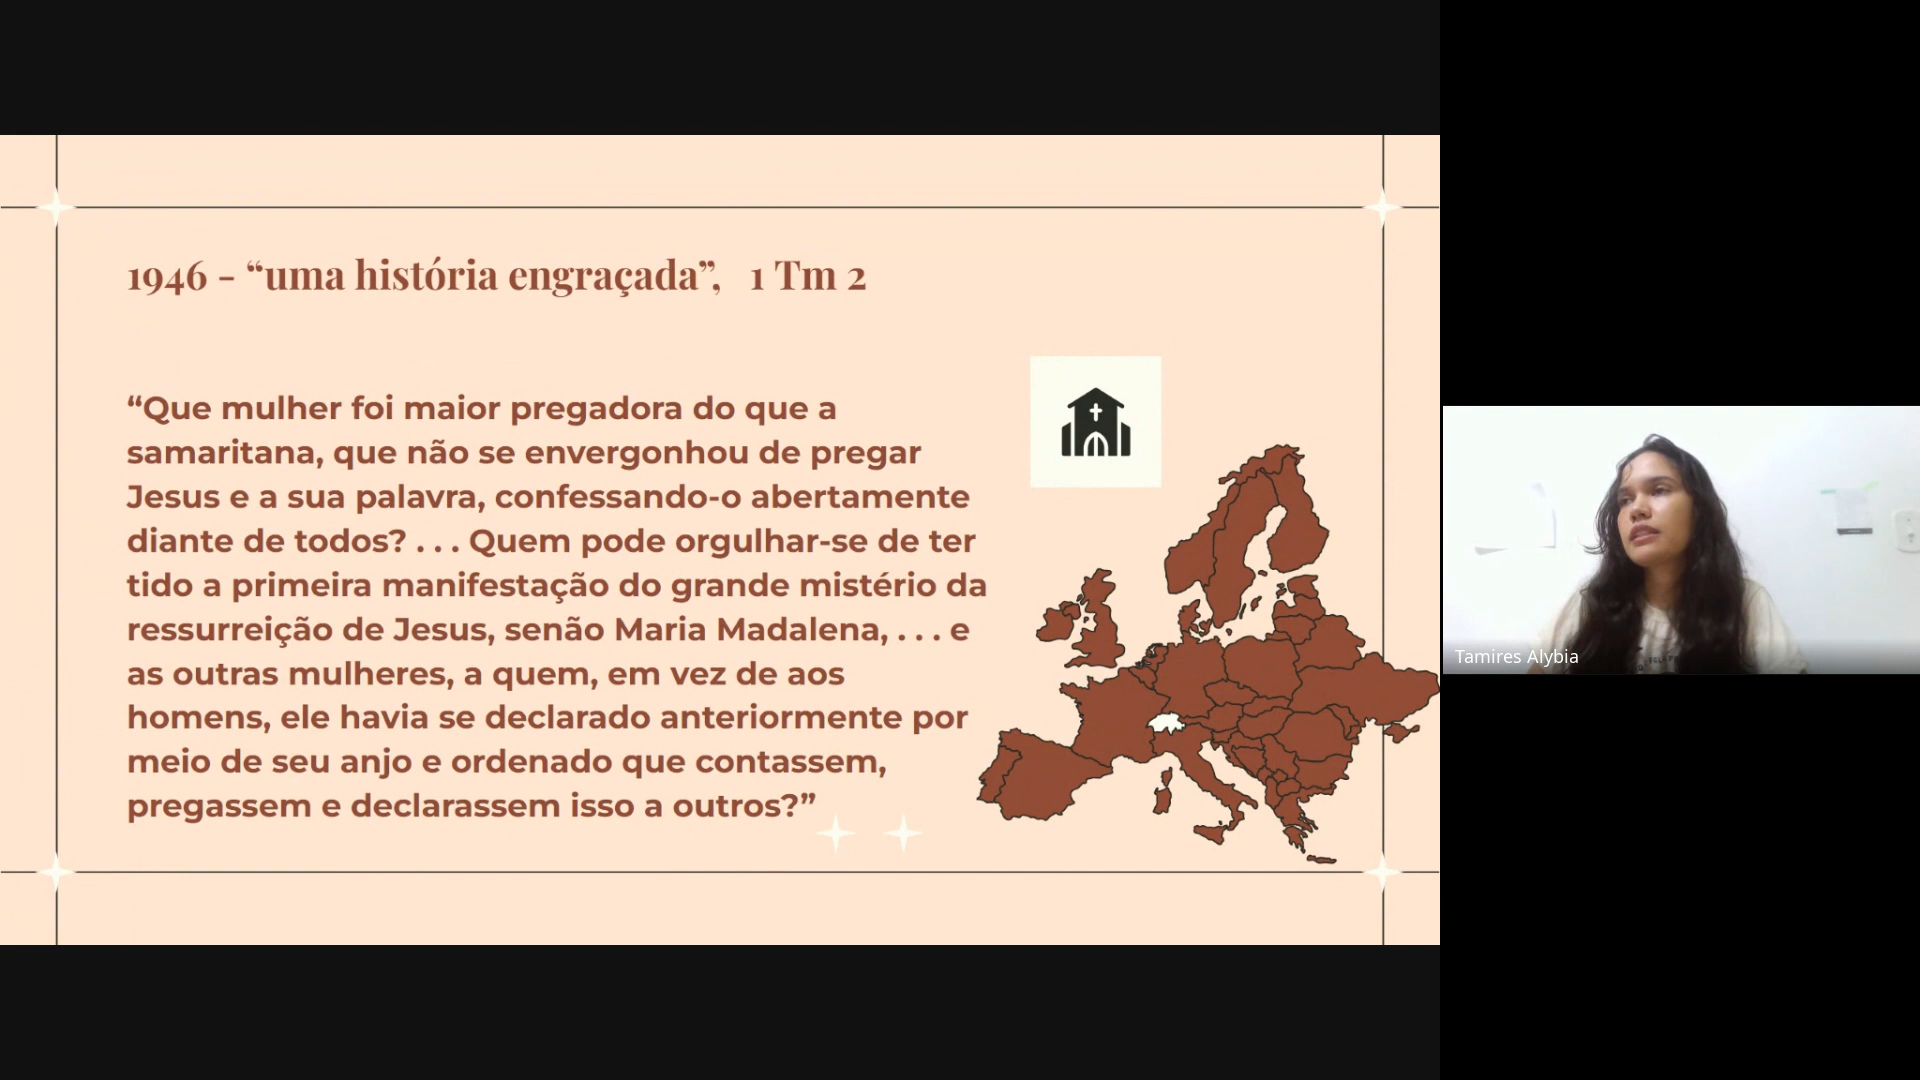 1946 - “uma história engraçada”, 1 Tm 2
“Que mulher foi maior pregadora do que a
samaritana, que não se envergonhou de pregar
Jesus e a sua palavra, confessando-o abertamente
diante de todos? . . . Quem pode orgulhar-se de ter
tido a primeira manifestação do grande mistério da
ressurreição de Jesus, senão Maria Madalena, . . . e
as outras mulheres, a quem, em vez de aos
homens, ele havia se declarado anteriormente por
meio de seu anjo e ordenado que contassem,
pregassem e declarassem isso a outros?”
Tamires Alybia